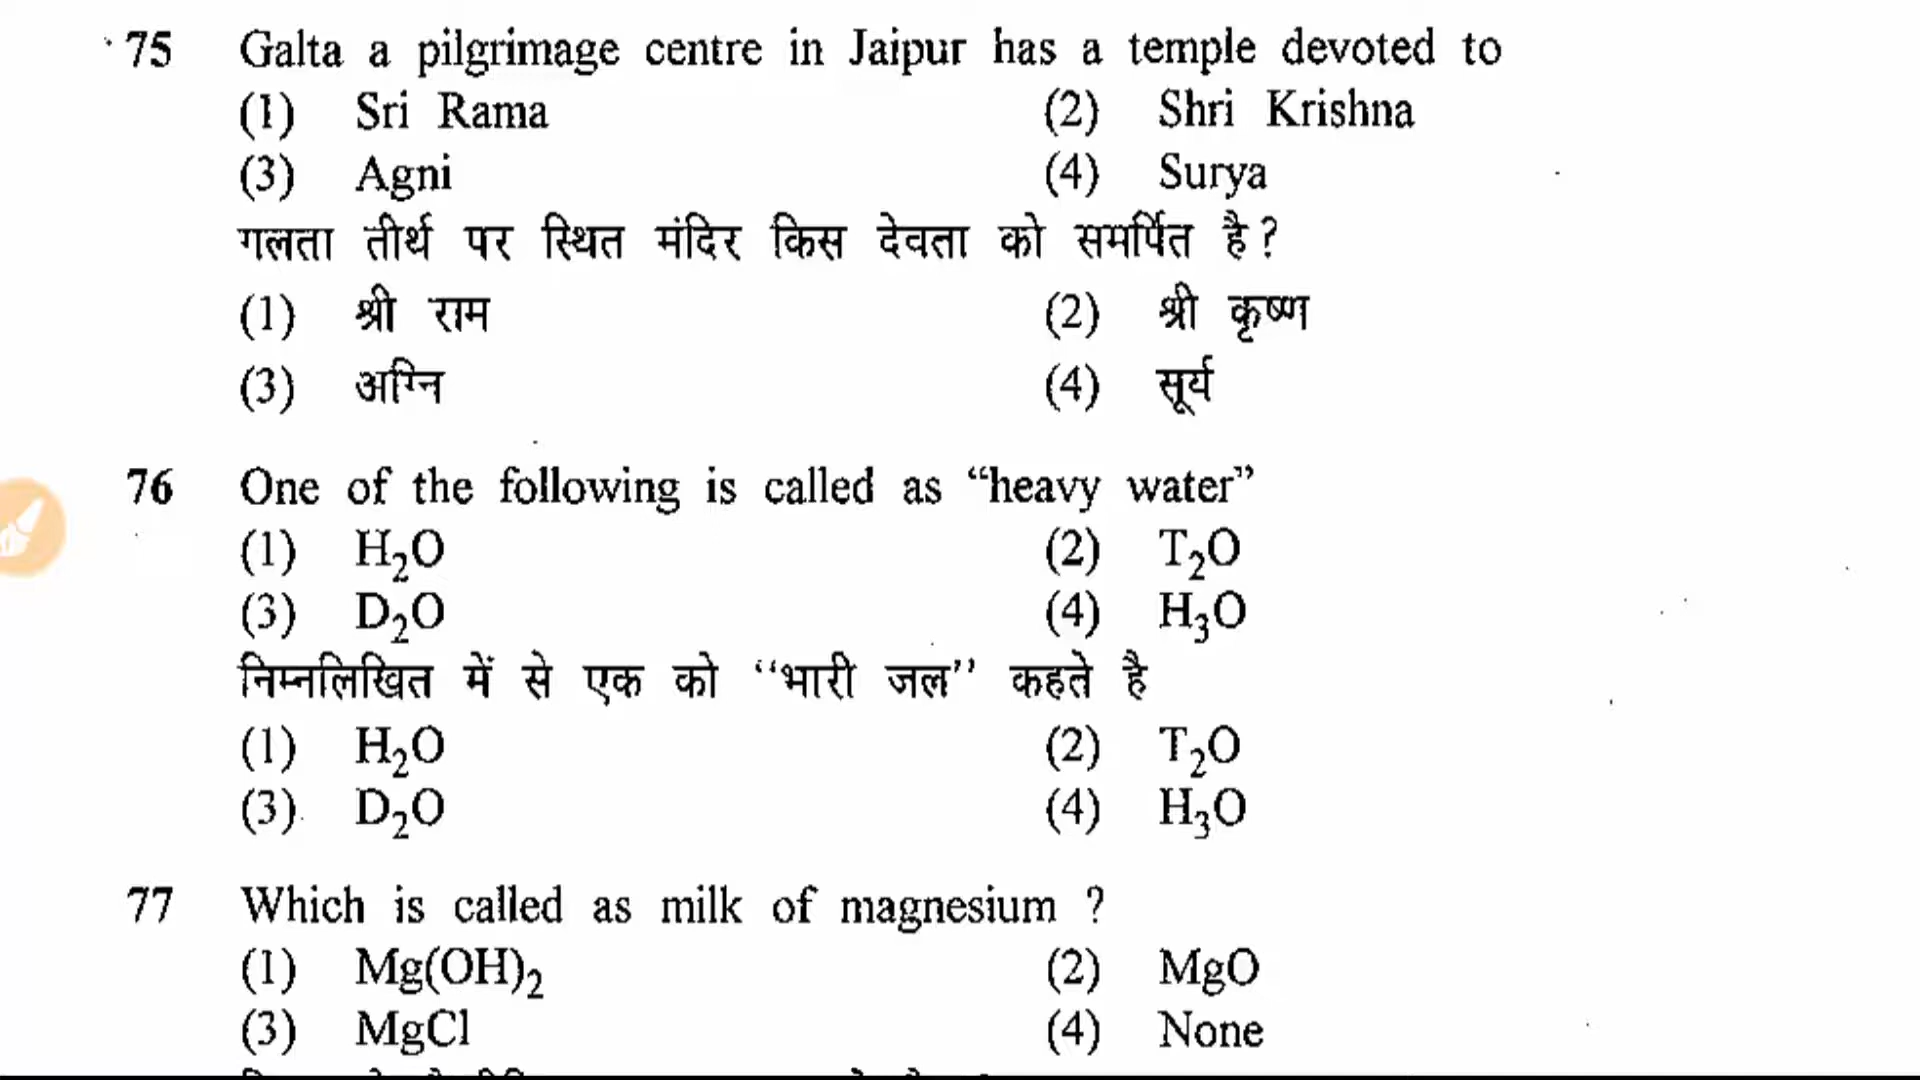 75 Galta a pilgrimage centre in Jaipur has a temple devoted to
(1) Sri Rama (2) Shri Krishna
(3) Agni (4) Surya
गलता तीर्थ पर स्थित मंदिर किस देवता को समर्पित है ?
(1) श्री राम (2) श्री कृष्ण
(3) अग्नि (4) सूर्य
76 One of the following is called as “heavy water”
(1) H₂O (2) T₂O
(3) D₂O (4) H₃O
निम्नलिखित में से एक को “भारी जल” कहते है
(1) H₂O (2) T₂O
(3) D₂O (4) H₃O
77 Which is called as milk of magnesium ?
(1) Mg(OH)₂ (2) MgO
(3) MgCl (4) None